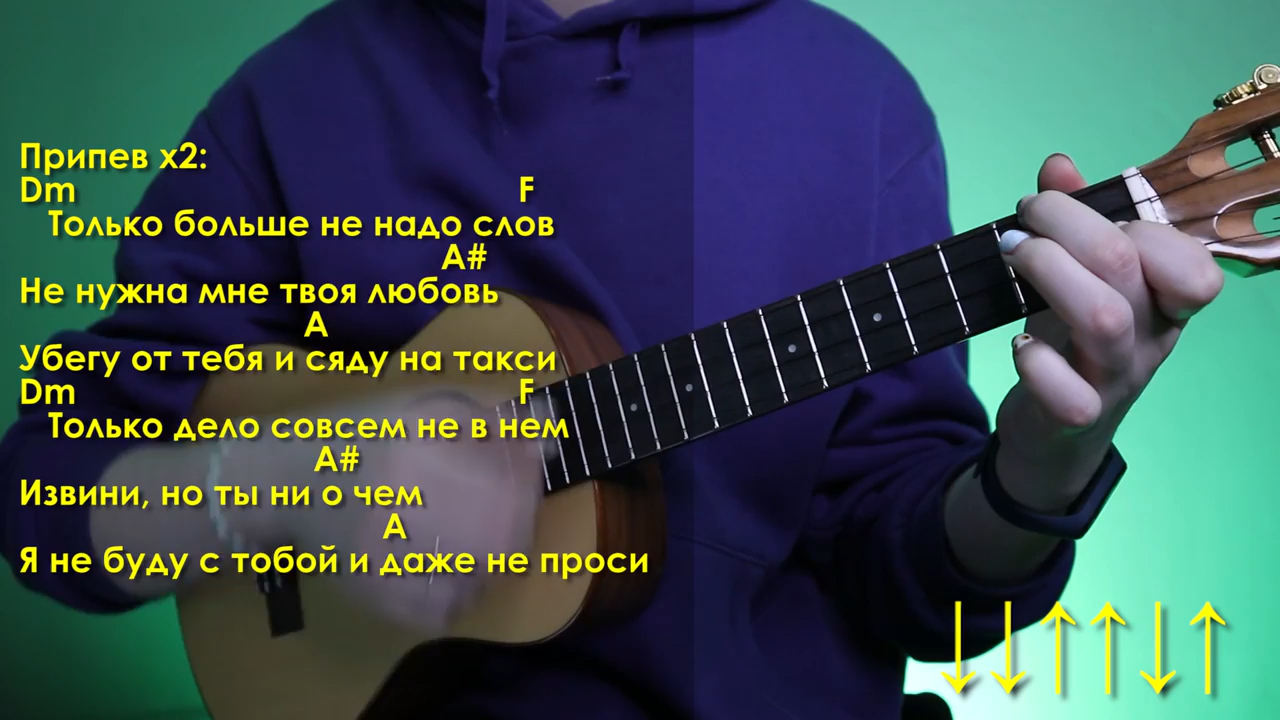 Припев х2:
Dm F
Только больше не надо слов
A#
Не нужна мне твоя любовь
A
Убегу от тебя и сяду на такси
Dm F
Только дело совсем не в нем
A#
Извини, но ты ни о чем
A
Я не буду с тобой и даже не проси
↓↓↑↑↓↑